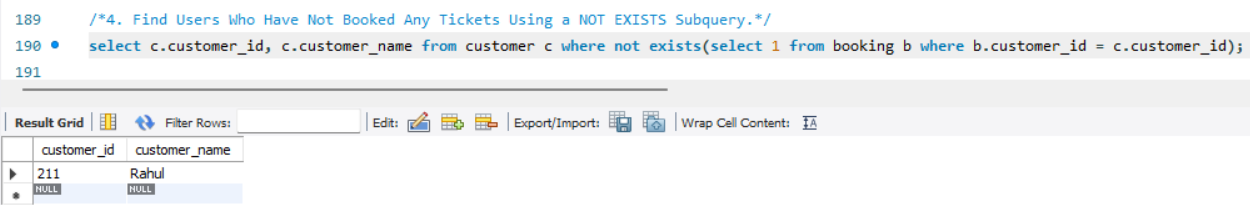 189 /*4. Find Users Who Have Not Booked Any Tickets Using a NOT EXISTS Subquery.*/
190 select c.customer_id, c.customer_name from customer c where not exists(select 1 from booking b where b.customer_id = c.customer_id);
191
Result Grid Filter Rows: Edit: Export/Import: Wrap Cell Content: IA
customer_id customer_name
211 Rahul
NULL NULL